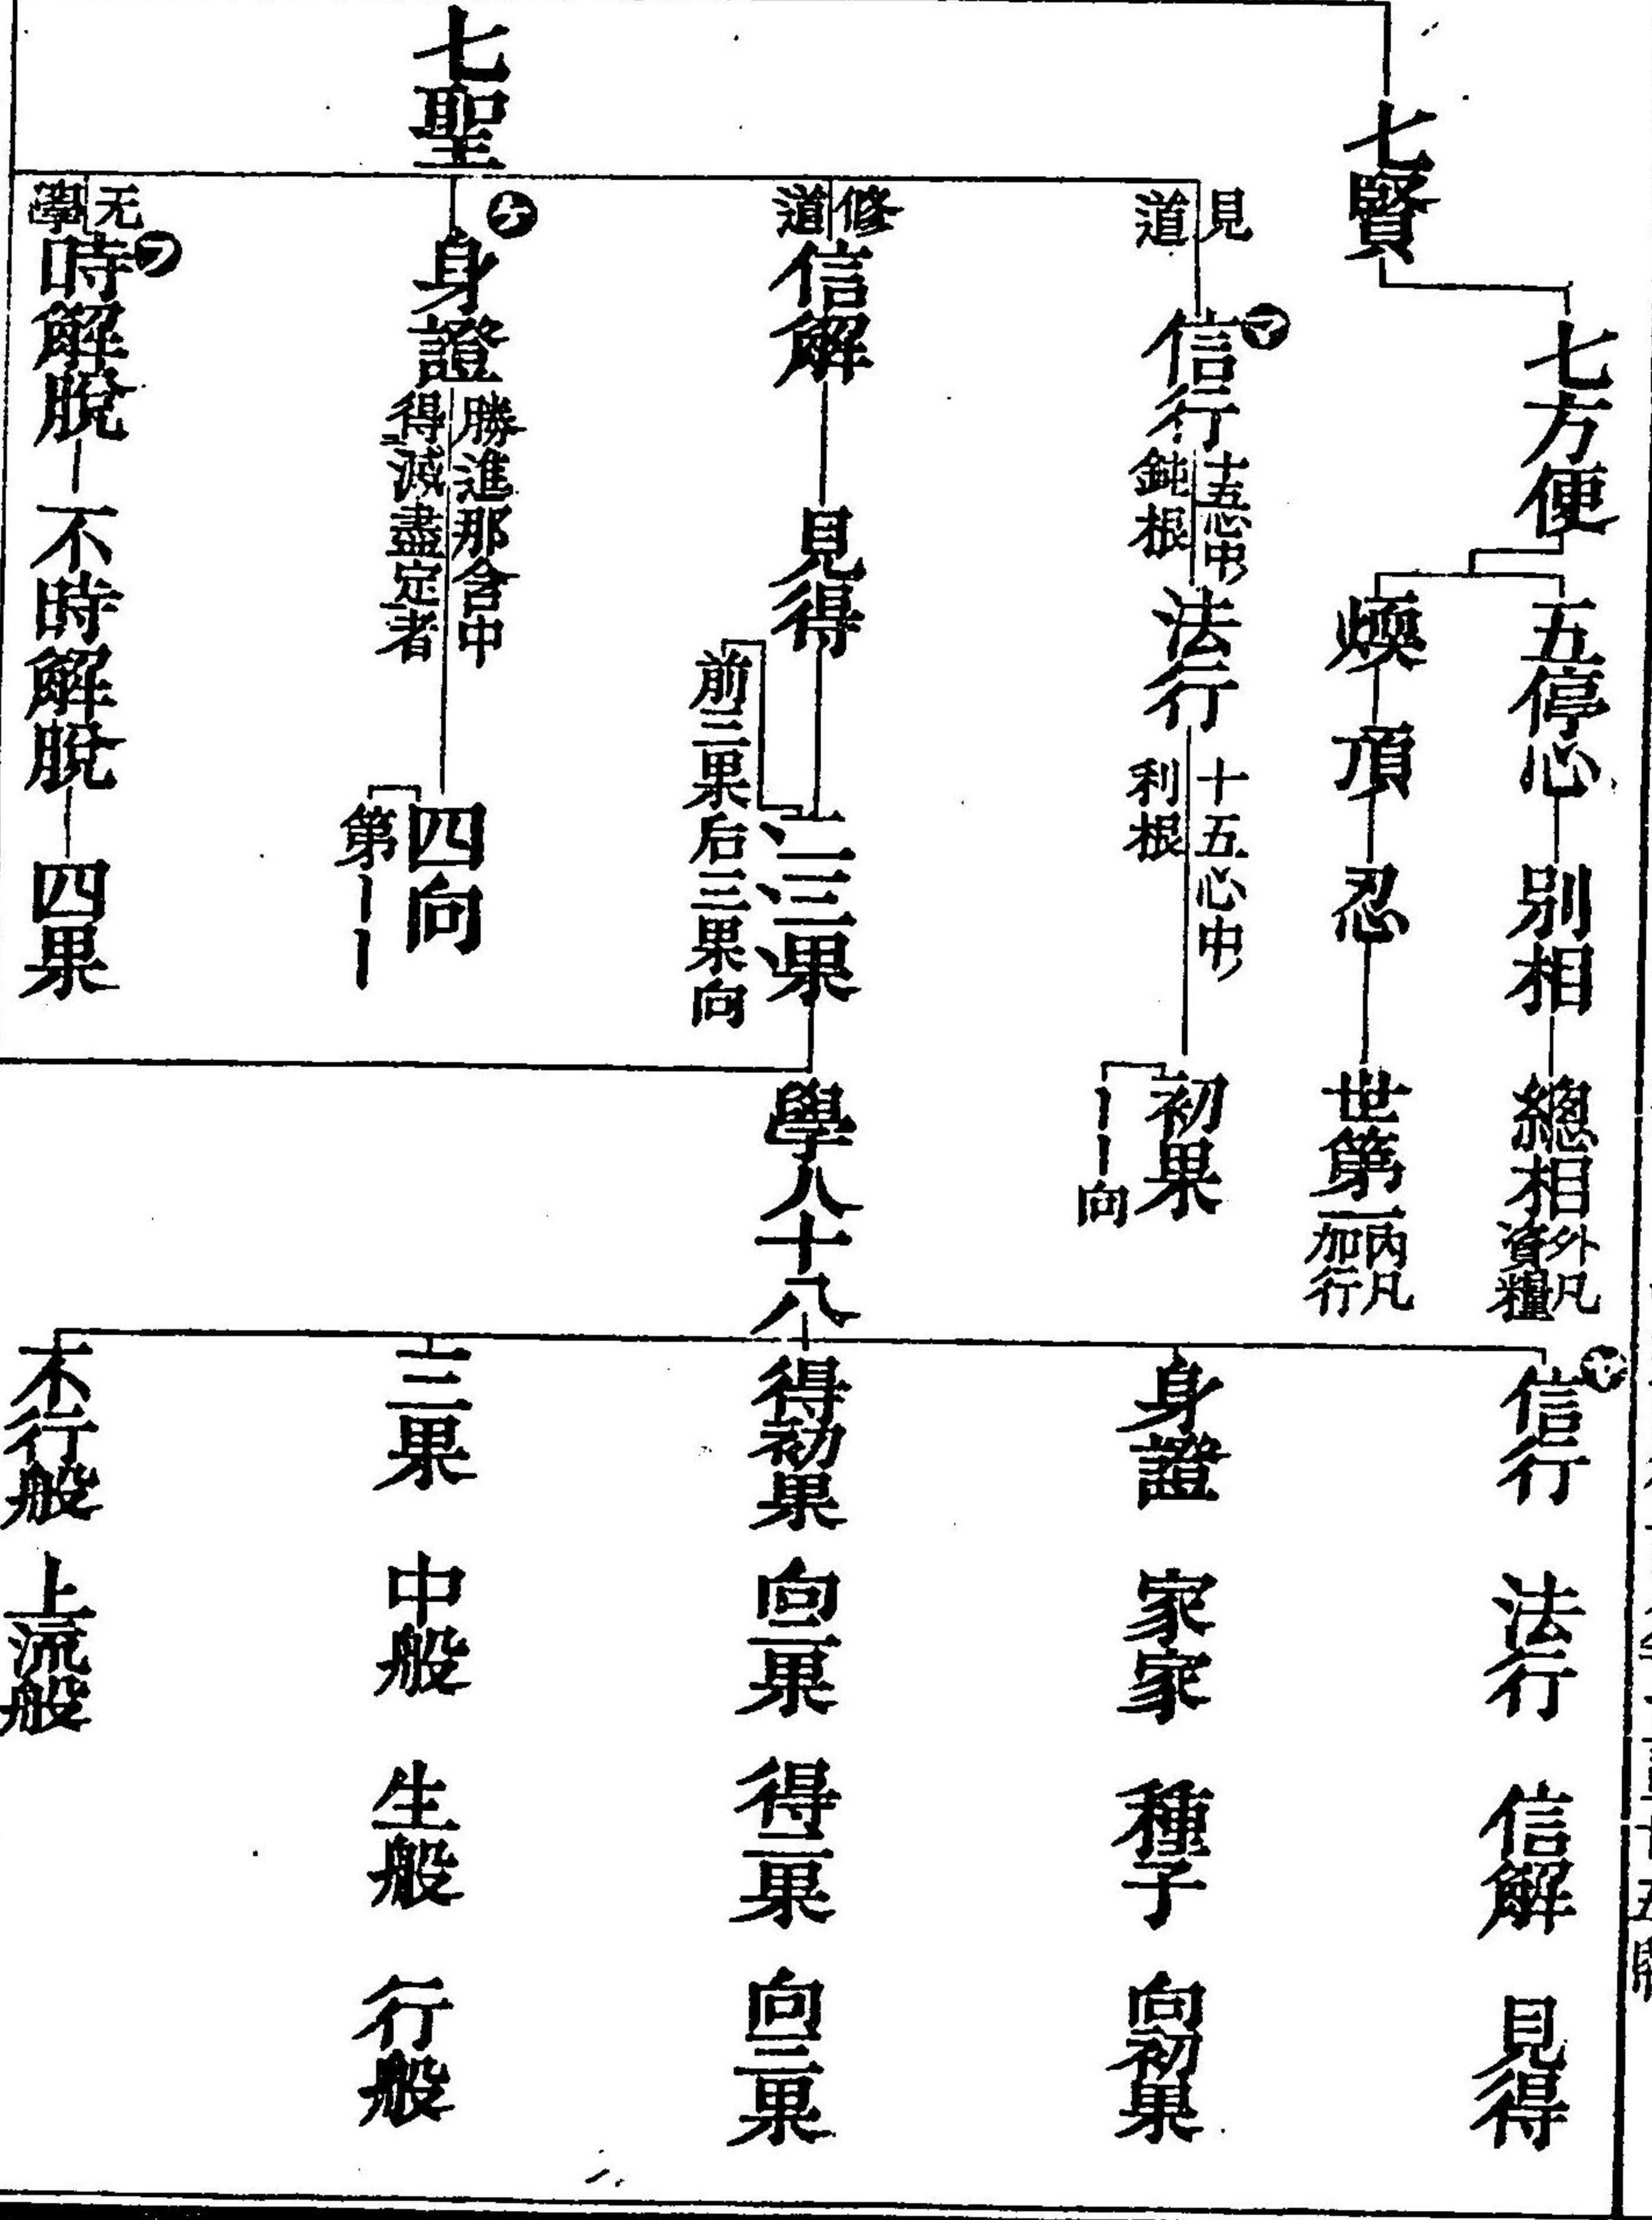 七賢
七方便
五停心 別相 總相 外凡
資糧
煖 頂 忍 世第一 內凡
加行
七聖
見
道
信行 十五心中
鈍根
法行 十五心中
利根
初果
〡〡向
修
道
信解 見得 二三果
前三果后三果向
身證 勝進那含中
得滅盡定者
四向
第〡〡
无
學
時解脫 不時解脫 四果
學八十八
信行 法行 信解 見得
身證 家家 種子 向初果
得初果 向二果 得二果 向三果
三果 中般 生般 行般
不行般 上流般